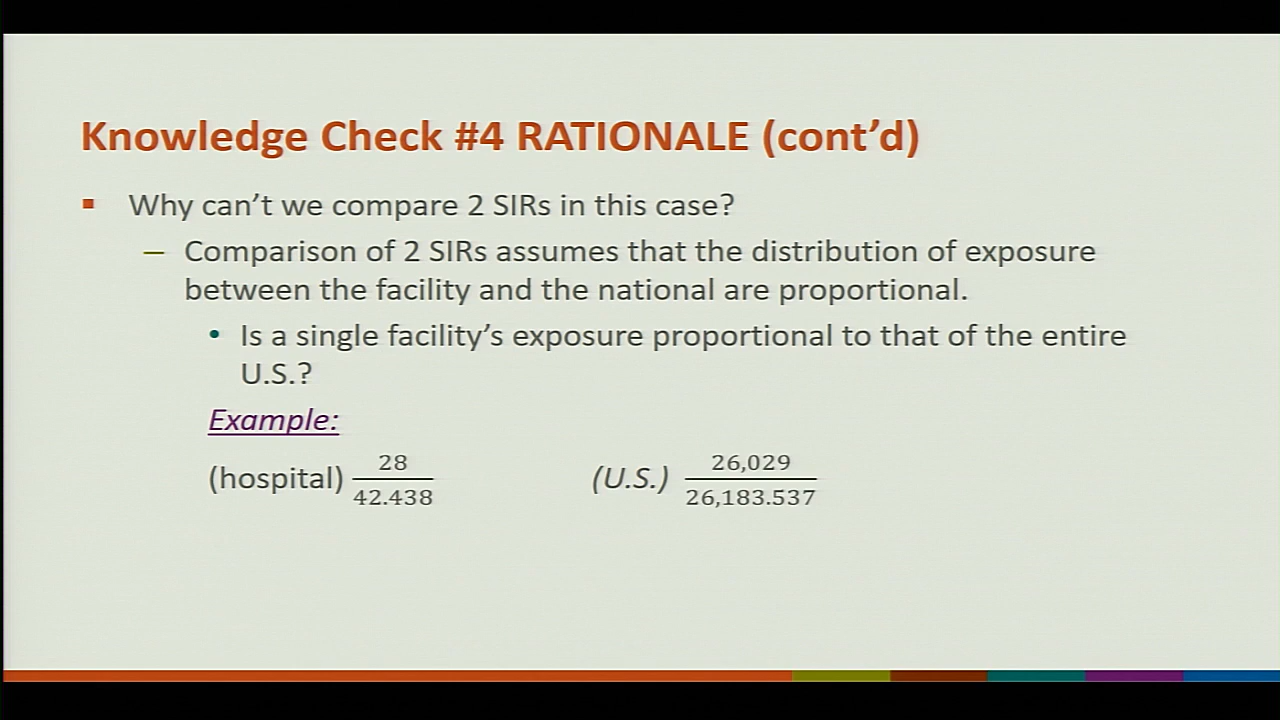 Knowledge Check #4 RATIONALE (cont’d)
▪ Why can’t we compare 2 SIRs in this case?
— Comparison of 2 SIRs assumes that the distribution of exposure
between the facility and the national are proportional.
• Is a single facility’s exposure proportional to that of the entire
U.S.?
Example:
(hospital) 28/42.438 (U.S.) 26,029/26,183.537